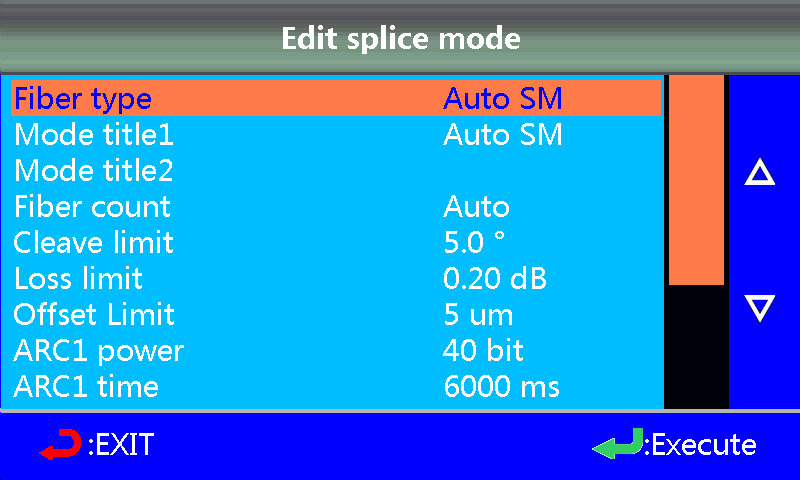 Edit splice mode
Fiber type Auto SM
Mode title1 Auto SM
Mode title2
Fiber count Auto
Cleave limit 5.0 °
Loss limit 0.20 dB
Offset Limit 5 um
ARC1 power 40 bit
ARC1 time 6000 ms
:EXIT :Execute